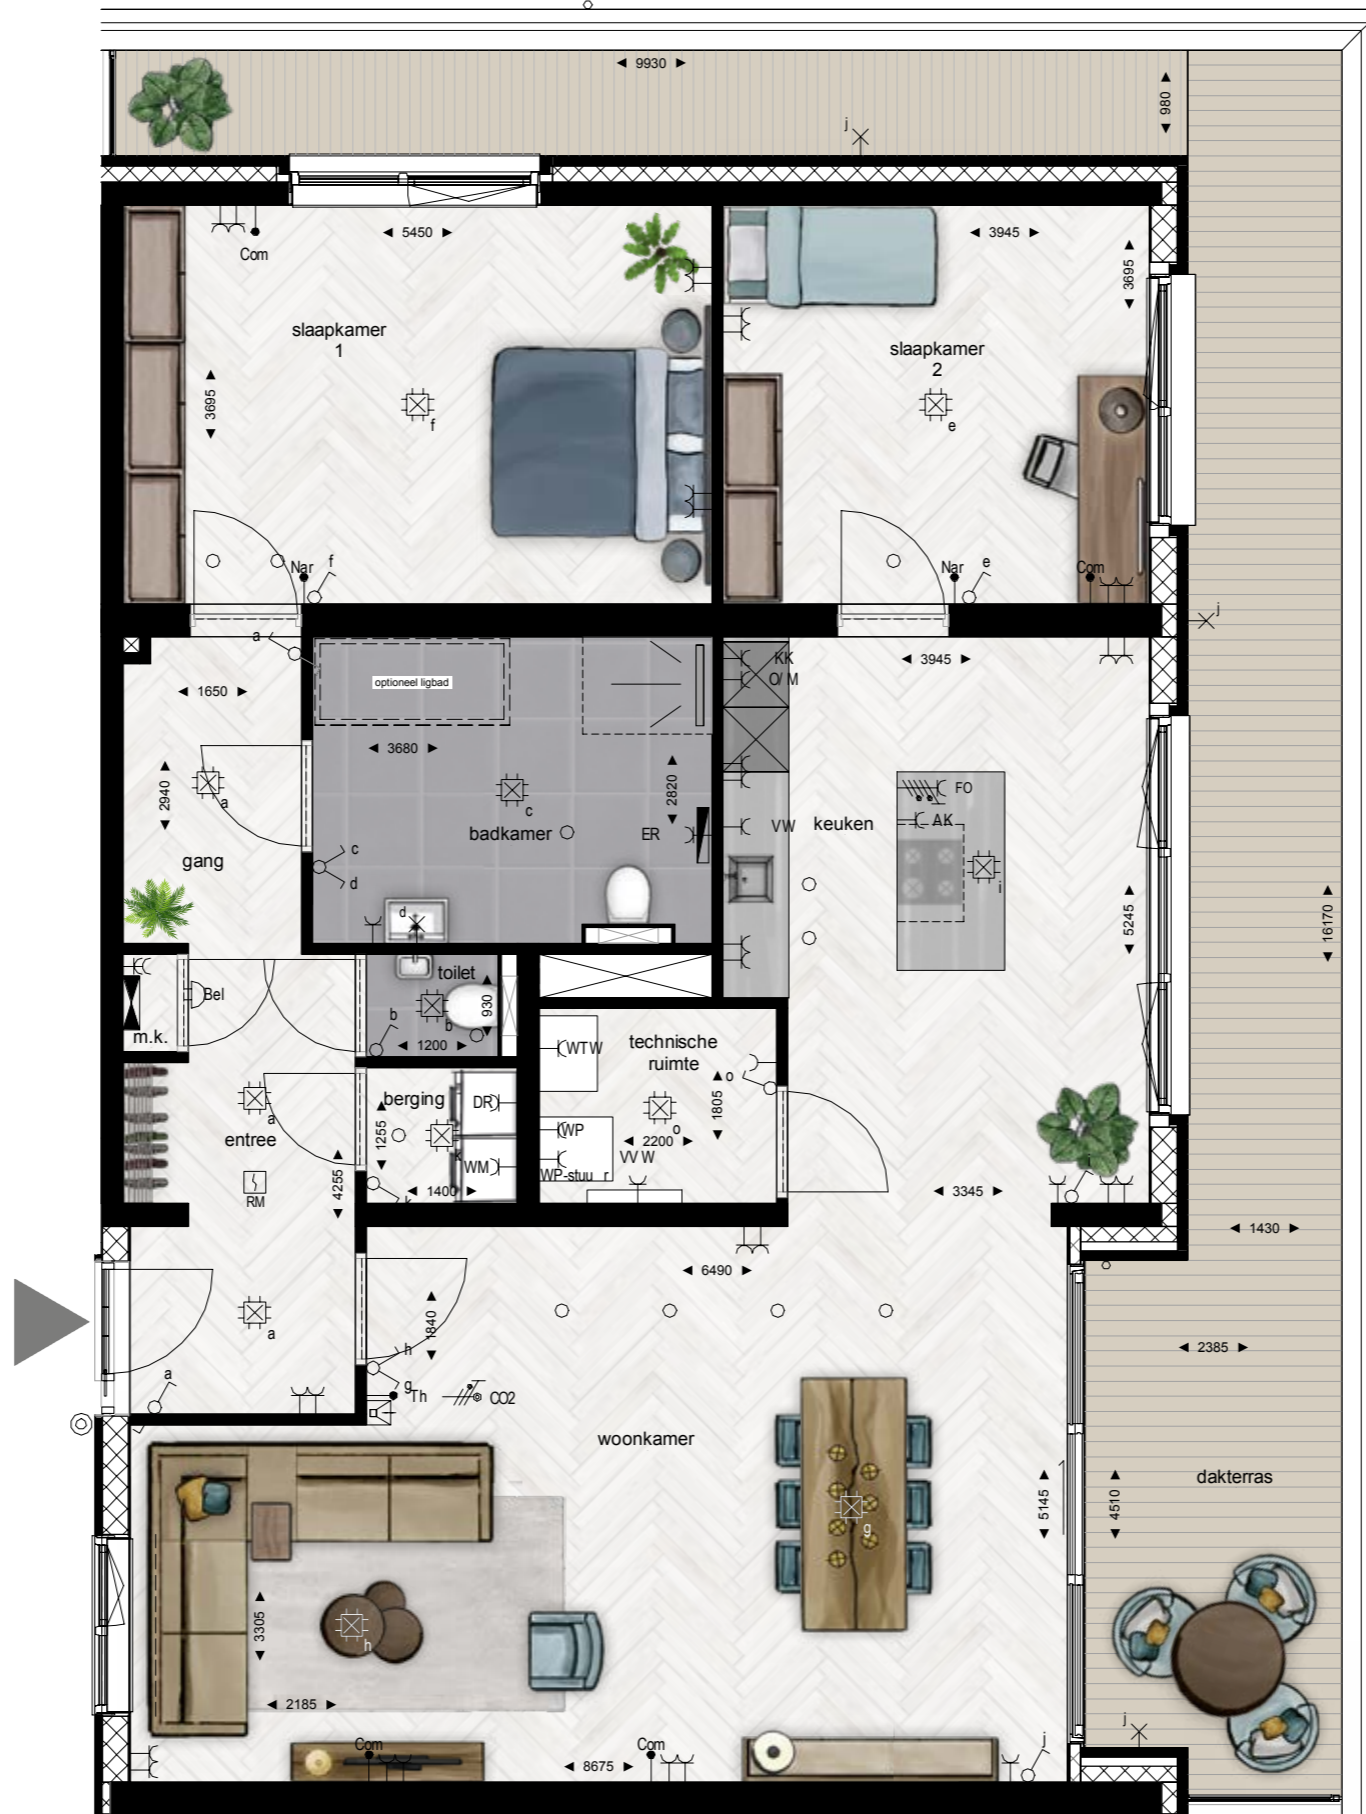 9930
980
j
5450
3945
Com
3695
slaapkamer
1
slaapkamer
2
3695
f
e
Nar
f
Nar
e
Com
j
a
KK
O/ M
3945
optioneel ligbad
1650
3680
2940
a
c
2820
FO
badkamer
ER
VW
keuken
AK
gang
c
d
i
d
5245
16170
toilet
Bel
930
m.k.
b
b
1200
WTW
technische
ruimte
o
1805
berging
DR
a
1255
entree
WP
o
2200
k
WM
VVW
WP-stuu r
4255
RM
1400
k
3345
1430
6490
a
1840
h
2385
a
g
Th
CO2
woonkamer
dakterras
5145
4510
g
3305
h
2185
Com
Com
j
j
8675